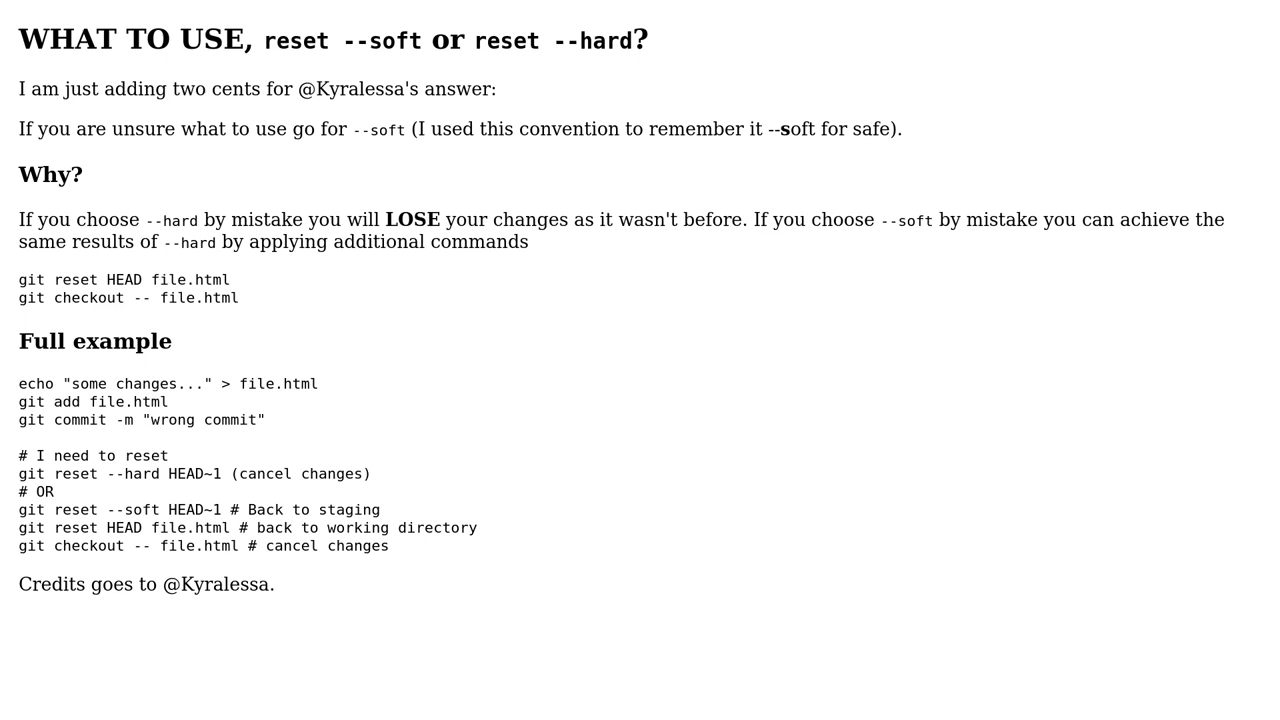 WHAT TO USE, reset --soft or reset --hard?
I am just adding two cents for @Kyralessa's answer:
If you are unsure what to use go for --soft (I used this convention to remember it --soft for safe).
Why?
If you choose --hard by mistake you will LOSE your changes as it wasn't before. If you choose --soft by mistake you can achieve the
same results of --hard by applying additional commands
git reset HEAD file.html
git checkout -- file.html
Full example
echo "some changes..." > file.html
git add file.html
git commit -m "wrong commit"
# I need to reset
git reset --hard HEAD~1 (cancel changes)
# OR
git reset --soft HEAD~1 # Back to staging
git reset HEAD file.html # back to working directory
git checkout -- file.html # cancel changes
Credits goes to @Kyralessa.